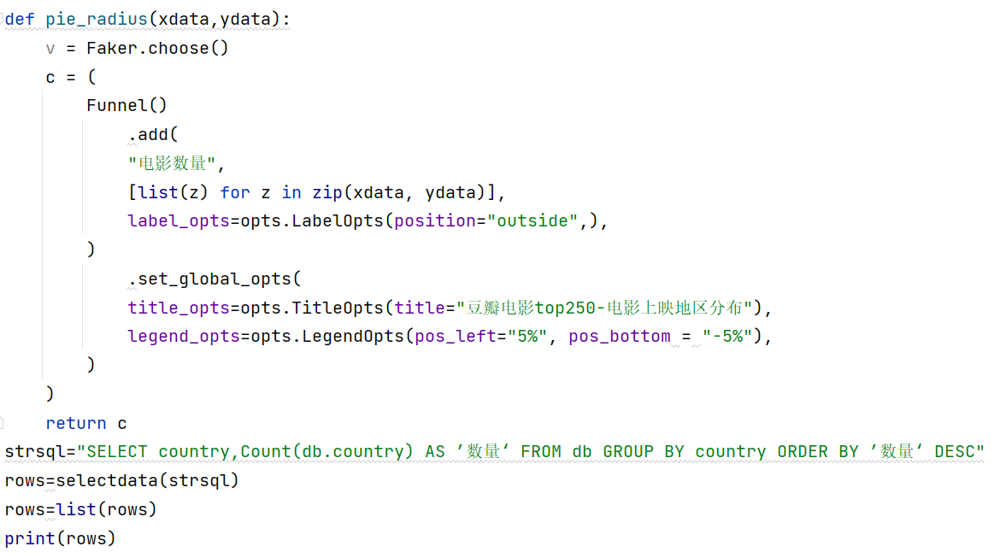 def pie_radius(xdata,ydata):
    v = Faker.choose()
    c = (
        Funnel()
            .add(
            "电影数量",
            [list(z) for z in zip(xdata, ydata)],
            label_opts=opts.LabelOpts(position="outside",),
        )
            .set_global_opts(
            title_opts=opts.TitleOpts(title="豆瓣电影top250-电影上映地区分布"),
            legend_opts=opts.LegendOpts(pos_left="5%", pos_bottom = "-5%"),
        )
    )
    return c
strsql="SELECT country,Count(db.country) AS ’数量‘ FROM db GROUP BY country ORDER BY ’数量‘ DESC"
rows=selectdata(strsql)
rows=list(rows)
print(rows)